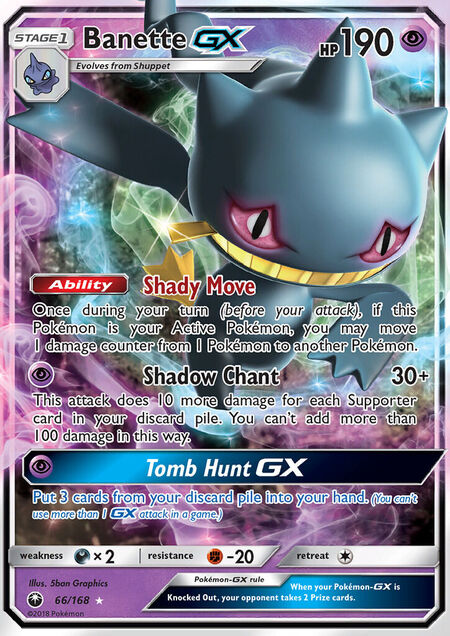 STAGE 1
Banette GX
HP 190
Evolves from Shuppet
Ability Shady Move
Once during your turn (before your attack), if this
Pokémon is your Active Pokémon, you may move
1 damage counter from 1 Pokémon to another Pokémon.
Shadow Chant 30+
This attack does 10 more damage for each Supporter
card in your discard pile. You can't add more than
100 damage in this way.
Tomb Hunt GX
Put 3 cards from your discard pile into your hand. (You can't
use more than 1 GX attack in a game.)
weakness ×2 resistance -20 retreat
Illus. 5ban Graphics
Pokémon-GX rule
When your Pokémon-GX is
Knocked Out, your opponent takes 2 Prize cards.
66/168
©2018 Pokémon